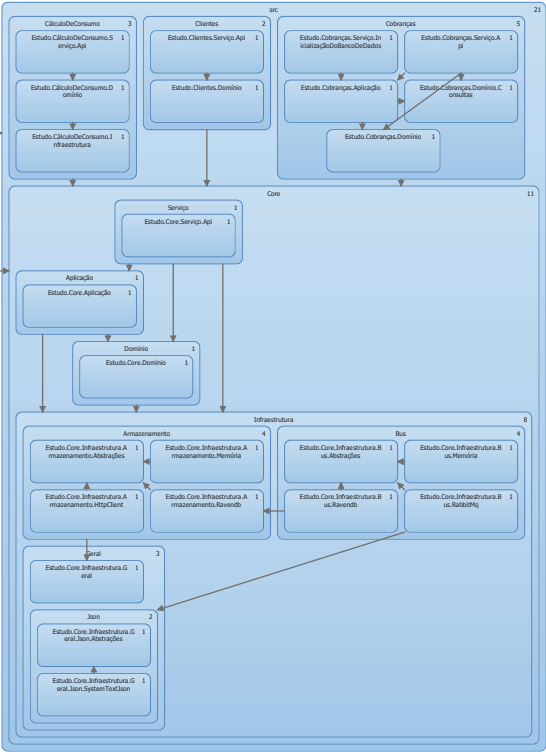 src 21
CálculoDeConsumo 3
Estudo.CálculoDeConsumo.S 1
erviço.Api
Estudo.CálculoDeConsumo.D 1
omínio
Estudo.CálculoDeConsumo.I 1
nfraestrutura
Clientes 2
Estudo.Clientes.Serviço.Api 1
Estudo.Clientes.Domínio 1
Cobranças 5
Estudo.Cobranças.Serviço.In 1
icializaçãoDoBancoDeDados
Estudo.Cobranças.Serviço.A 1
pi
Estudo.Cobranças.Aplicação 1
Estudo.Cobranças.Domínio.C 1
onsultas
Estudo.Cobranças.Domínio 1
Core 11
Serviço 1
Estudo.Core.Serviço.Api 1
Aplicação 1
Estudo.Core.Aplicação 1
Domínio 1
Estudo.Core.Domínio 1
Infraestrutura 8
Armazenamento 4
Estudo.Core.Infraestrutura.A 1
rmazenamento.Abstrações
Estudo.Core.Infraestrutura.A 1
rmazenamento.Memória
Estudo.Core.Infraestrutura.A 1
rmazenamento.HttpClient
Estudo.Core.Infraestrutura.A 1
rmazenamento.Ravendb
Bus 4
Estudo.Core.Infraestrutura.B 1
us.Abstrações
Estudo.Core.Infraestrutura.B 1
us.Memória
Estudo.Core.Infraestrutura.B 1
us.Ravendb
Estudo.Core.Infraestrutura.B 1
us.RabbitMq
Geral 3
Estudo.Core.Infraestrutura.G 1
eral
Json 2
Estudo.Core.Infraestrutura.G 1
eral.Json.Abstrações
Estudo.Core.Infraestrutura.G 1
eral.Json.SystemTextJson